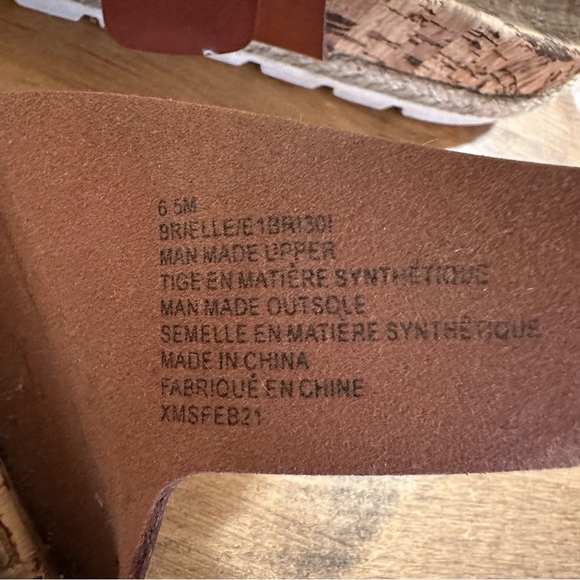 6.5M
BRIELLE/E1BRI30I
MAN MADE UPPER
TIGE EN MATIÈRE SYNTHÉTIQUE
MAN MADE OUTSOLE
SEMELLE EN MATIÈRE SYNTHÉTIQUE
MADE IN CHINA
FABRIQUÉ EN CHINE
XMSFEB21